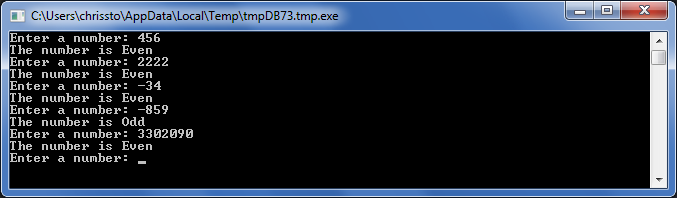 C:\Users\chrissto\AppData\Local\Temp\tmpDB73.tmp.exe
Enter a number: 456
The number is Even
Enter a number: 2222
The number is Even
Enter a number: -34
The number is Even
Enter a number: -859
The number is Odd
Enter a number: 3302090
The number is Even
Enter a number: _